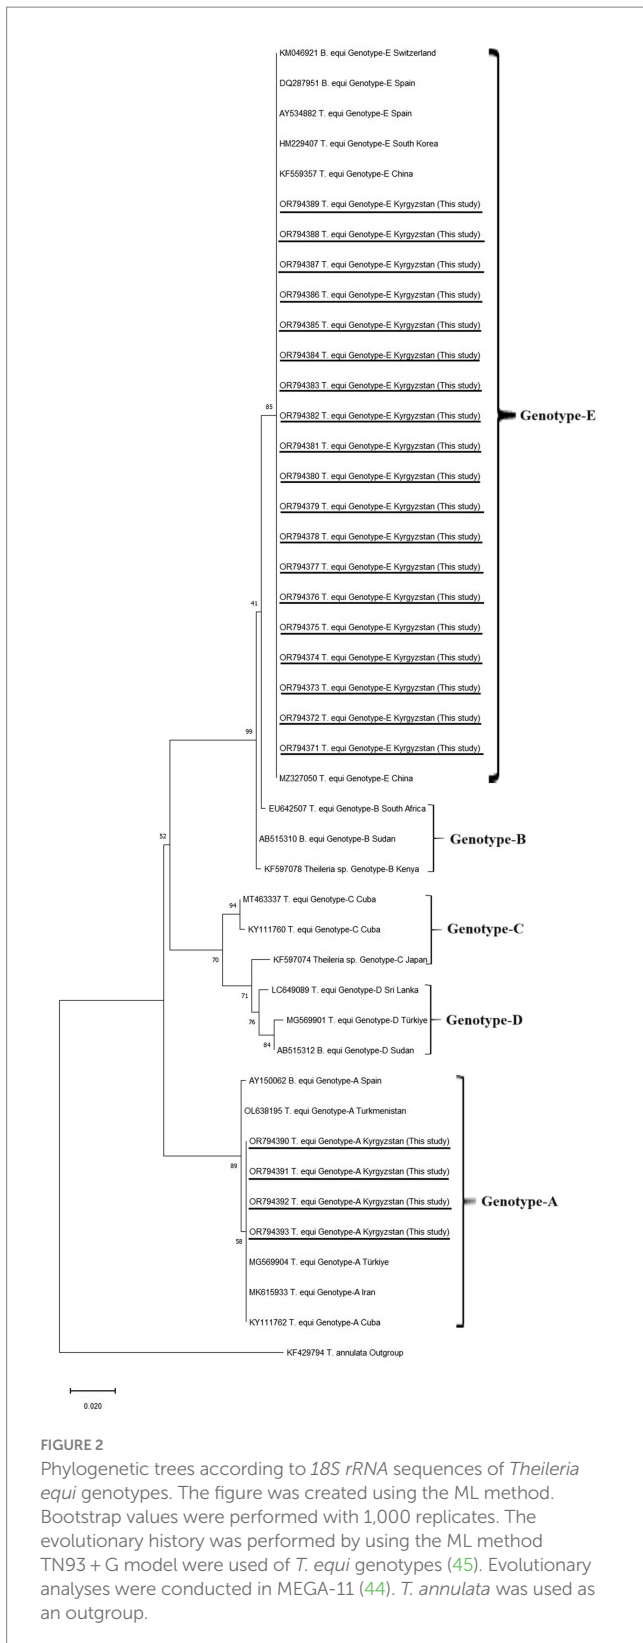 KM046921 B. equi Genotype-E Switzerland
DQ287951 B. equi Genotype-E Spain
AY534882 T. equi Genotype-E Spain
HM229407 T. equi Genotype-E South Korea
KF559357 T. equi Genotype-E China
OR794389 T. equi Genotype-E Kyrgyzstan (This study)
OR794388 T. equi Genotype-E Kyrgyzstan (This study)
OR794387 T. equi Genotype-E Kyrgyzstan (This study)
OR794386 T. equi Genotype-E Kyrgyzstan (This study)
OR794385 T. equi Genotype-E Kyrgyzstan (This study)
OR794384 T. equi Genotype-E Kyrgyzstan (This study)
OR794383 T. equi Genotype-E Kyrgyzstan (This study)
85
OR794382 T. equi Genotype-E Kyrgyzstan (This study)
Genotype-E
OR794381 T. equi Genotype-E Kyrgyzstan (This study)
OR794380 T. equi Genotype-E Kyrgyzstan (This study)
OR794379 T. equi Genotype-E Kyrgyzstan (This study)
OR794378 T. equi Genotype-E Kyrgyzstan (This study)
OR794377 T. equi Genotype-E Kyrgyzstan (This study)
OR794376 T. equi Genotype-E Kyrgyzstan (This study)
41
OR794375 T. equi Genotype-E Kyrgyzstan (This study)
OR794374 T. equi Genotype-E Kyrgyzstan (This study)
OR794373 T. equi Genotype-E Kyrgyzstan (This study)
OR794372 T. equi Genotype-E Kyrgyzstan (This study)
99
OR794371 T. equi Genotype-E Kyrgyzstan (This study)
MZ327050 T. equi Genotype-E China
EU642507 T. equi Genotype-B South Africa
52
AB515310 B. equi Genotype-B Sudan
Genotype-B
KF597078 Theileria sp. Genotype-B Kenya
MT463337 T. equi Genotype-C Cuba
94
KY111760 T. equi Genotype-C Cuba
Genotype-C
70
KF597074 Theileria sp. Genotype-C Japan
71
LC649089 T. equi Genotype-D Sri Lanka
76
MG569901 T. equi Genotype-D Türkiye
Genotype-D
84
AB515312 B. equi Genotype-D Sudan
AY150062 B. equi Genotype-A Spain
OL638195 T. equi Genotype-A Turkmenistan
OR794390 T. equi Genotype-A Kyrgyzstan (This study)
89
OR794391 T. equi Genotype-A Kyrgyzstan (This study)
OR794392 T. equi Genotype-A Kyrgyzstan (This study)
Genotype-A
OR794393 T. equi Genotype-A Kyrgyzstan (This study)
58
MG569904 T. equi Genotype-A Türkiye
MK615933 T. equi Genotype-A Iran
KY111762 T. equi Genotype-A Cuba
KF429794 T. annulata Outgroup
0.020
FIGURE 2
Phylogenetic trees according to 18S rRNA sequences of Theileria
equi genotypes. The figure was created using the ML method.
Bootstrap values were performed with 1,000 replicates. The
evolutionary history was performed by using the ML method
TN93 + G model were used of T. equi genotypes (45). Evolutionary
analyses were conducted in MEGA-11 (44). T. annulata was used as
an outgroup.